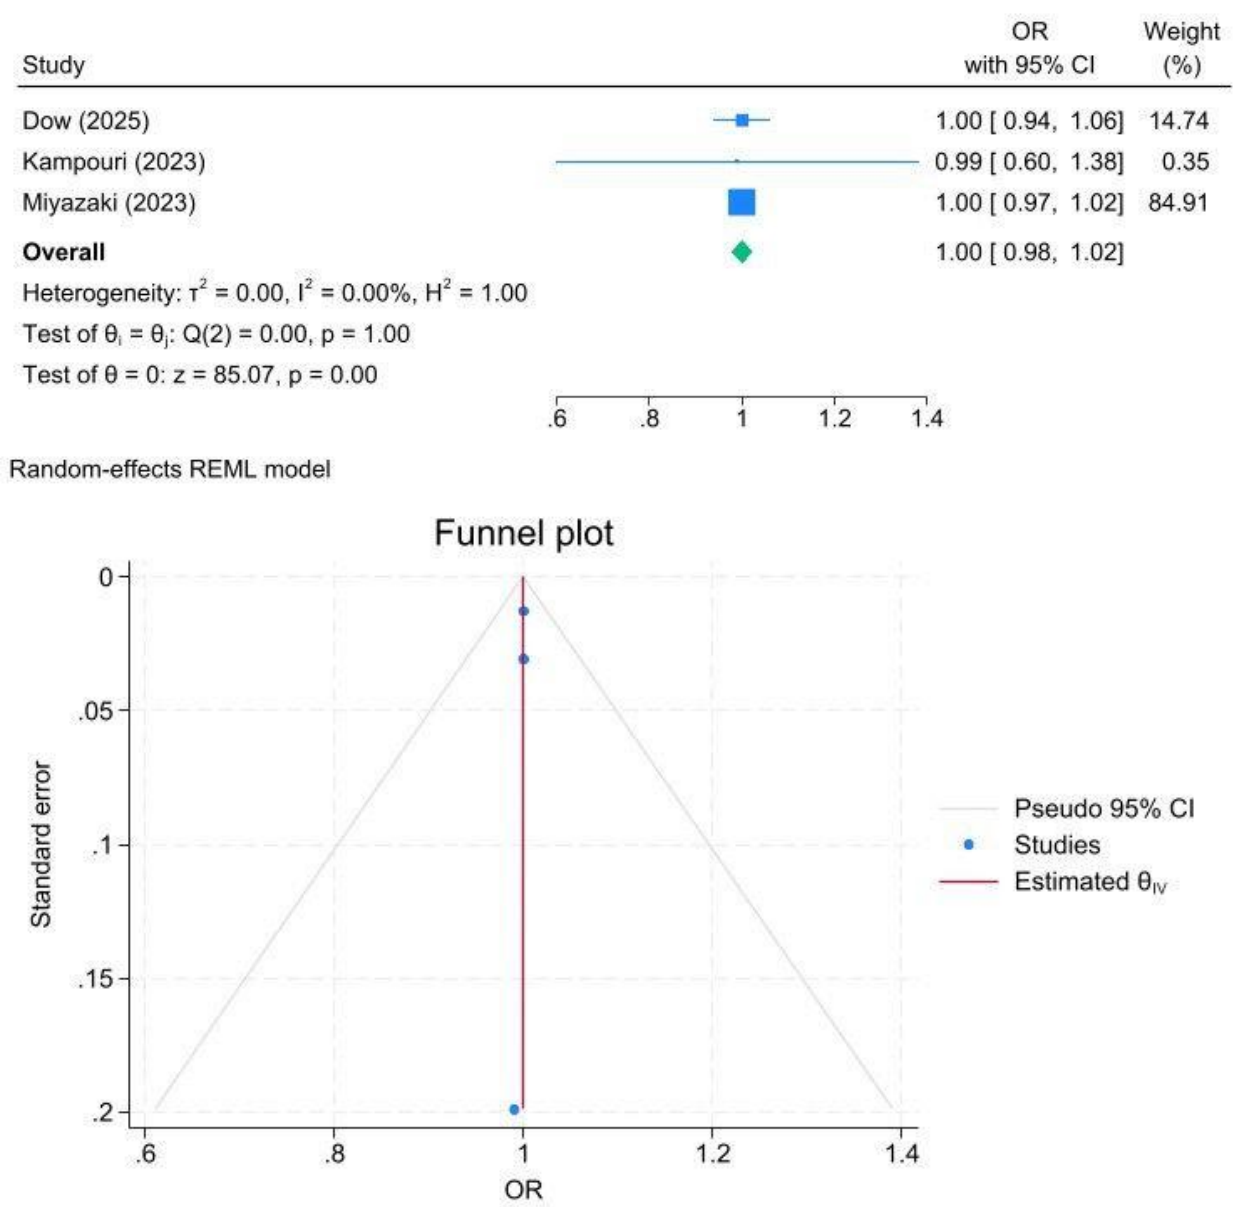 OR Weight
Study with 95% CI (%)
Dow (2025) 1.00 [ 0.94, 1.06] 14.74
Kampouri (2023) 0.99 [ 0.60, 1.38] 0.35
Miyazaki (2023) 1.00 [ 0.97, 1.02] 84.91
Overall 1.00 [ 0.98, 1.02]
Heterogeneity: τ² = 0.00, I² = 0.00%, H² = 1.00
Test of θᵢ = θⱼ: Q(2) = 0.00, p = 1.00
Test of θ = 0: z = 85.07, p = 0.00
.6 .8 1 1.2 1.4
Random-effects REML model
Funnel plot
0
.05
.1
.15
.2
Standard error
.6 .8 1 1.2 1.4
OR
Pseudo 95% CI
Studies
Estimated θIV